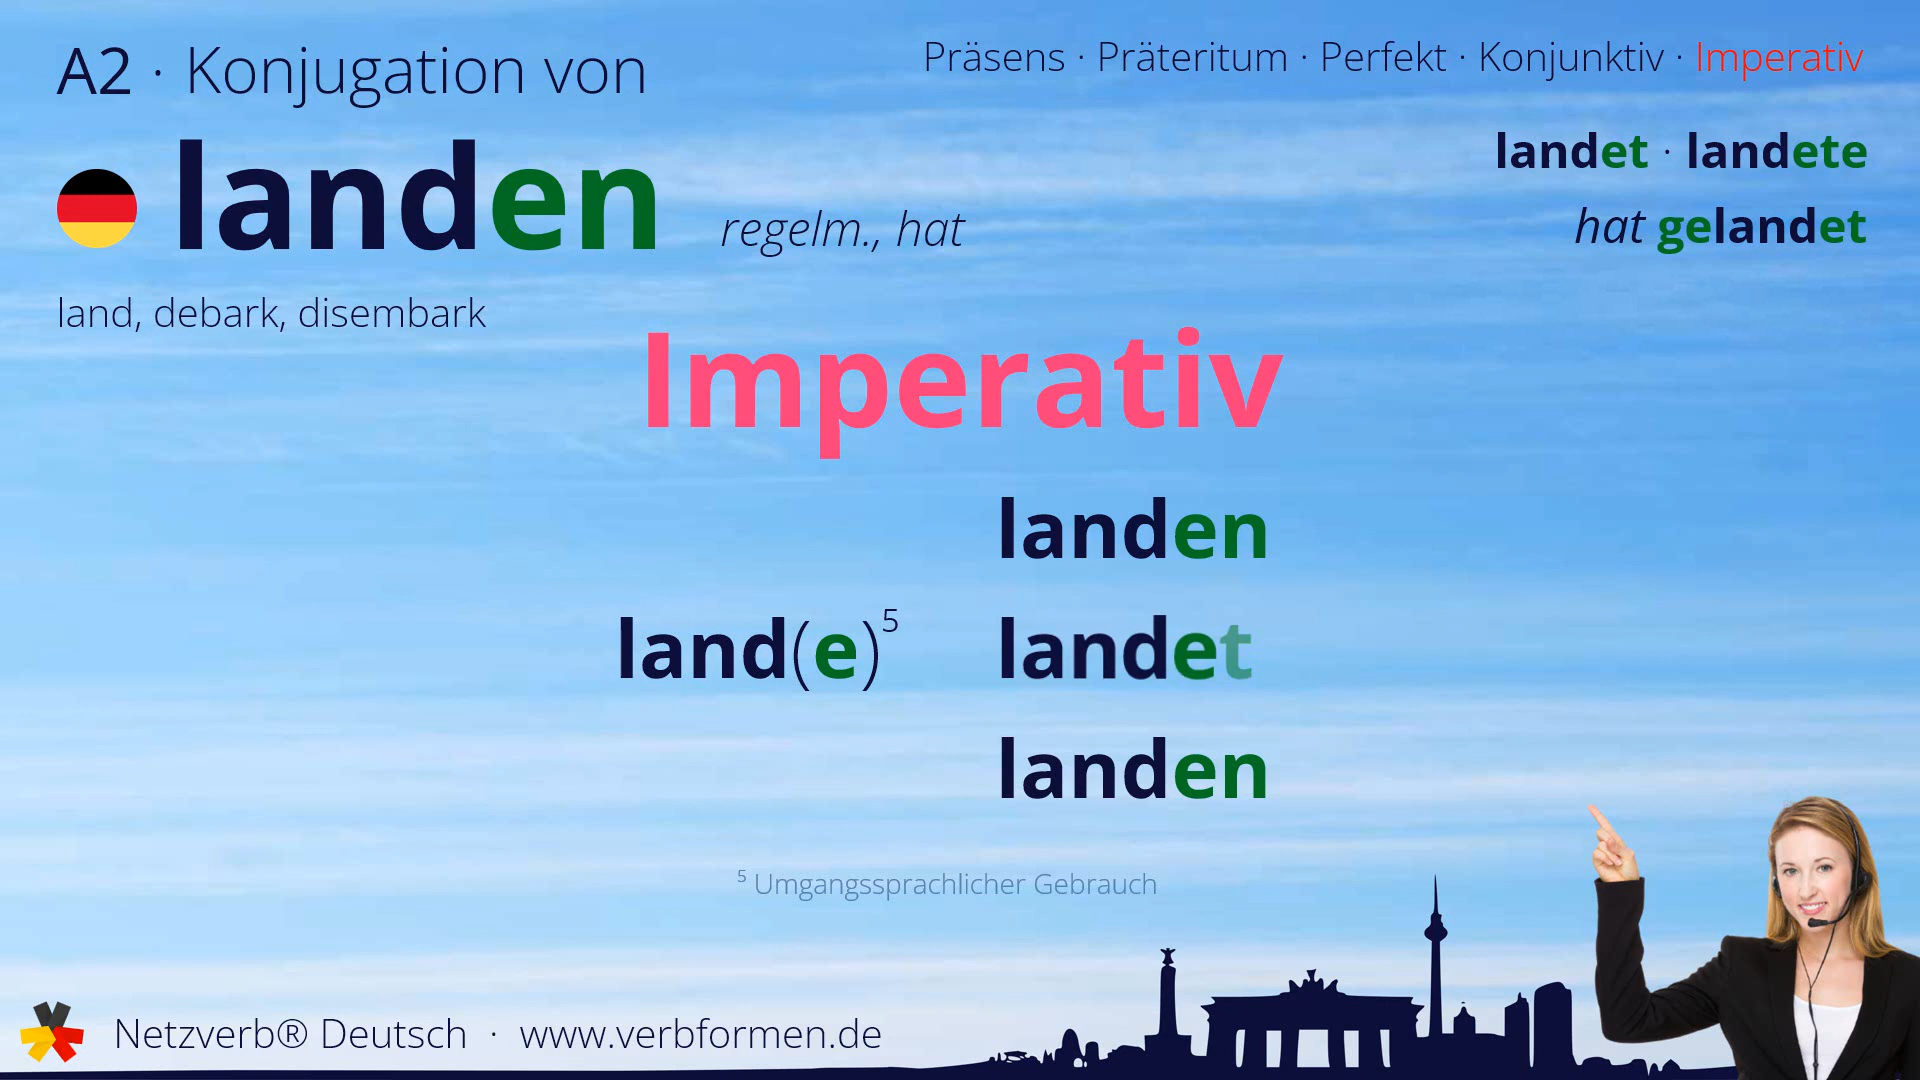 A2 · Konjugation von
Präsens · Präteritum · Perfekt · Konjunktiv · Imperativ
landen regelm., hat
landet · landete
hat gelandet
land, debark, disembark
Imperativ
landen
land(e)⁵ landet
landen
⁵ Umgangssprachlicher Gebrauch
Netzverb® Deutsch · www.verbformen.de